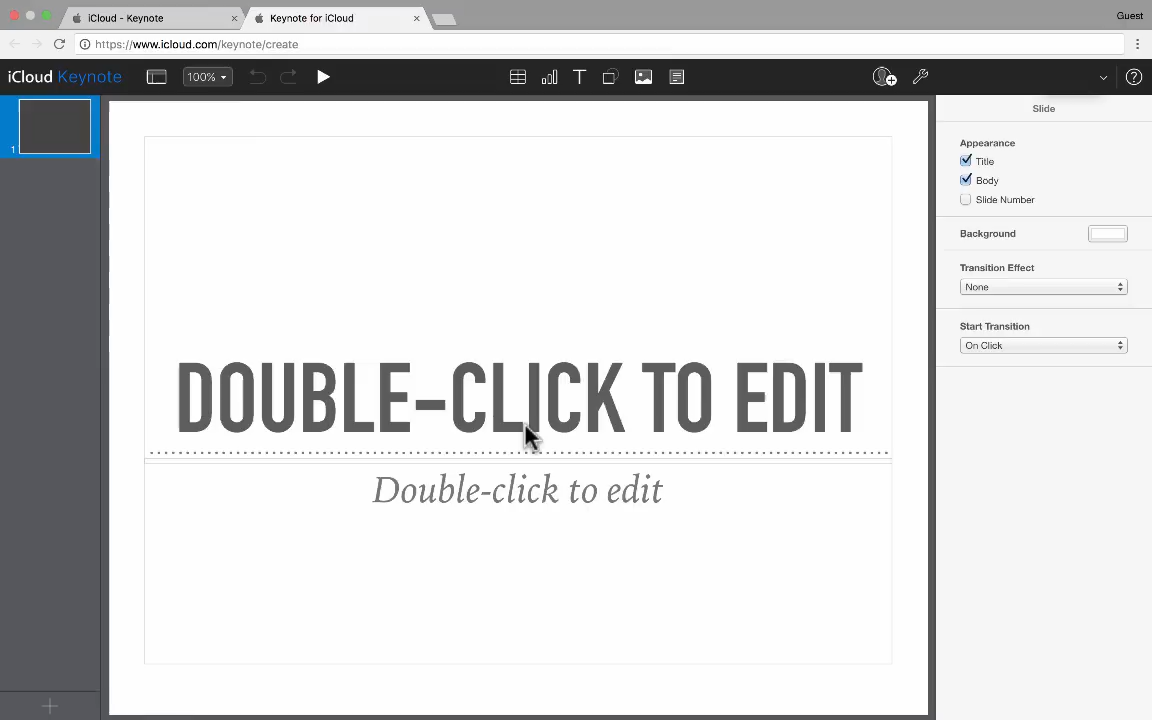 iCloud - Keynote
Keynote for iCloud
Guest
https://www.icloud.com/keynote/create
iCloud Keynote
100%
Slide
1
Appearance
Title
Body
Slide Number
Background
Transition Effect
None
Start Transition
On Click
DOUBLE-CLICK TO EDIT
Double-click to edit